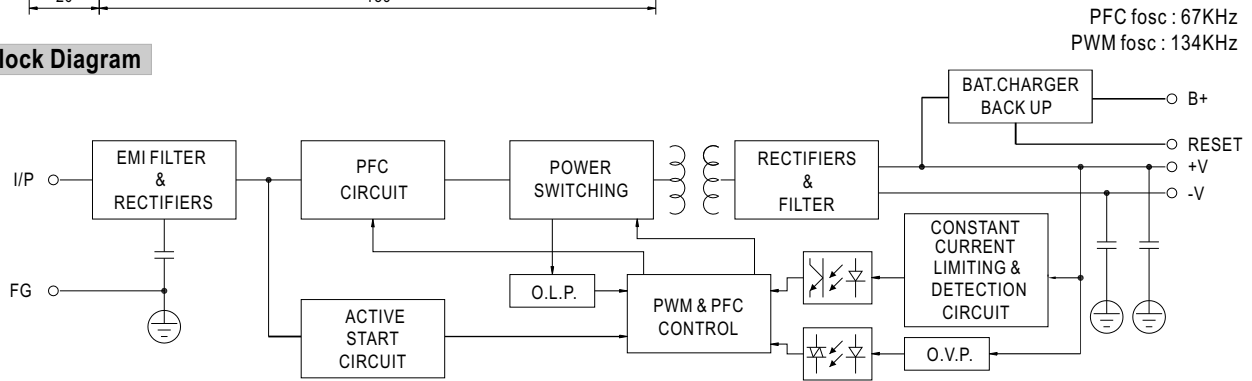 PFC fosc : 67KHz
PWM fosc : 134KHz
lock Diagram
BAT.CHARGER
BACK UP
B+
RESET
+V
-V
I/P
EMI FILTER
&
RECTIFIERS
PFC
CIRCUIT
POWER
SWITCHING
RECTIFIERS
&
FILTER
FG
O.L.P.
ACTIVE
START
CIRCUIT
PWM & PFC
CONTROL
CONSTANT
CURRENT
LIMITING &
DETECTION
CIRCUIT
O.V.P.